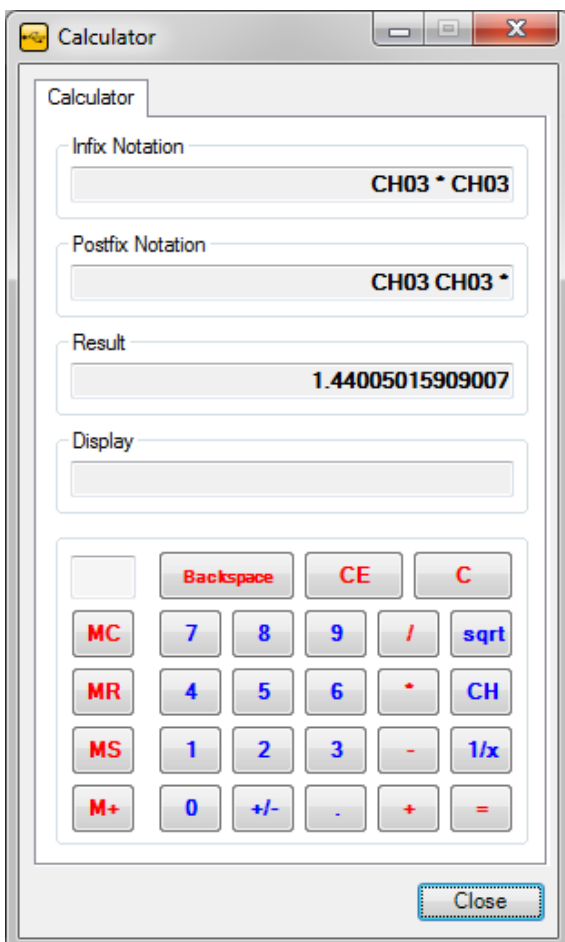 Calculator
Calculator
Infix Notation
CH03 * CH03
Postfix Notation
CH03 CH03 *
Result
1.44005015909007
Display
Backspace CE C
MC 7 8 9 / sqrt
MR 4 5 6 * CH
MS 1 2 3 - 1/x
M+ 0 +/- . + =
Close